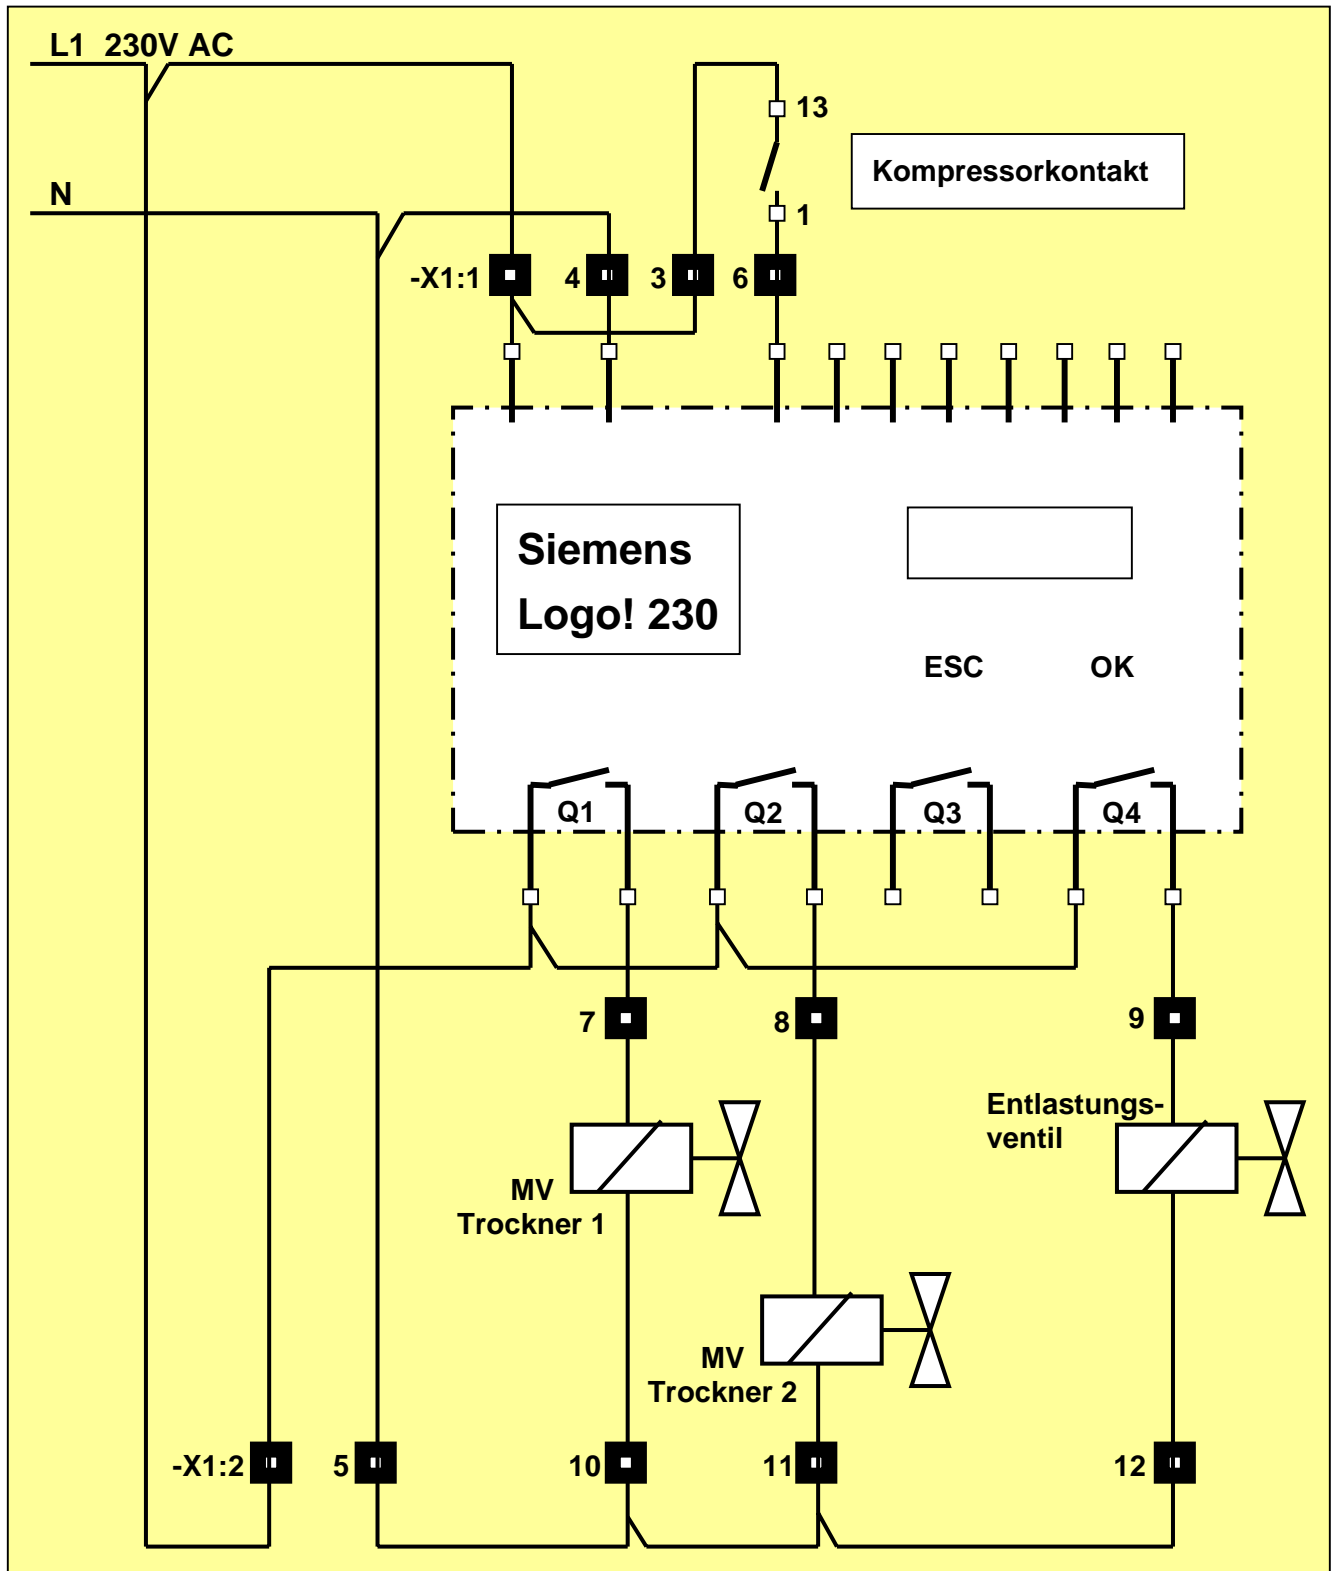 L1 230V AC
13
Kompressorkontakt
N
1
-X1:1
4
3
6
Siemens
Logo! 230
ESC
OK
Q1
Q2
Q3
Q4
7
8
9
Entlastungs-
ventil
MV
Trockner 1
MV
Trockner 2
-X1:2
5
10
11
12